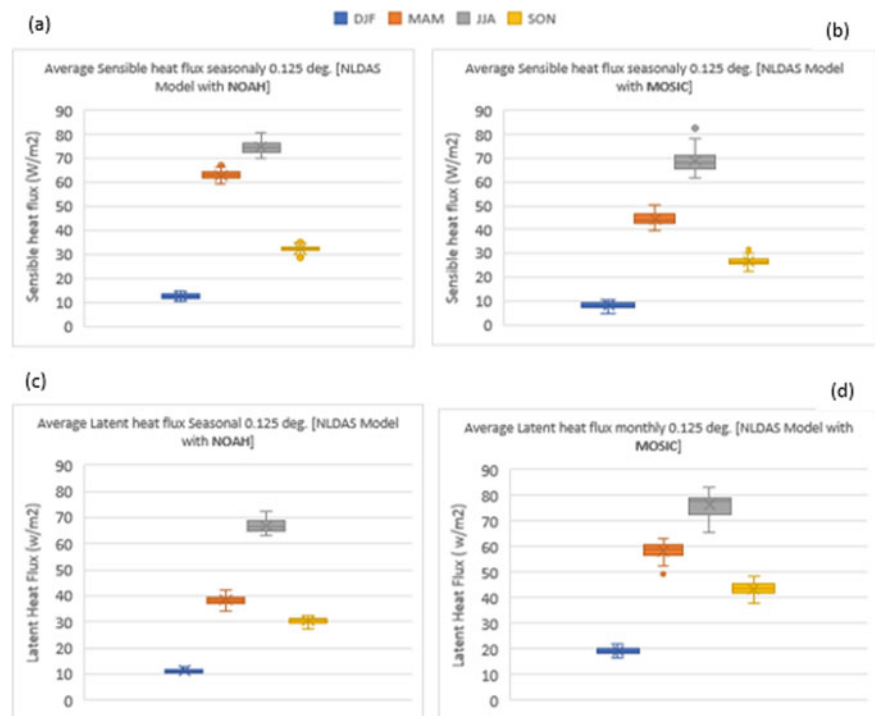 (a)
DJF MAM JJA SON
(b)
Average Sensible heat flux seasonaly 0.125 deg. [NLDAS
Model with NOAH]
Sensible heat flux (W/m2)
90
80
70
60
50
40
30
20
10
0
Average Sensible heat flux seasonaly 0.125 deg. [NLDAS Model
with MOSIC]
Sensible heat flux (W/m2)
90
80
70
60
50
40
30
20
10
0
(c)
Average Latent heat flux Seasonal 0.125 deg. [NLDAS Model
with NOAH]
Latent Heat Flux (w/m2)
90
80
70
60
50
40
30
20
10
0
(d)
Average Latent heat flux monthly 0.125 deg. [NLDAS Model with
MOSIC]
Latent Heat Flux ( w/m2)
90
80
70
60
50
40
30
20
10
0